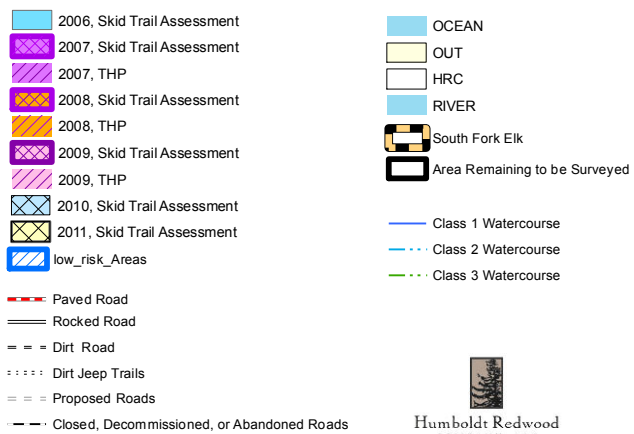 2006, Skid Trail Assessment
2007, Skid Trail Assessment
2007, THP
2008, Skid Trail Assessment
2008, THP
2009, Skid Trail Assessment
2009, THP
2010, Skid Trail Assessment
2011, Skid Trail Assessment
low_risk_Areas
Paved Road
Rocked Road
Dirt Road
Dirt Jeep Trails
Proposed Roads
Closed, Decommissioned, or Abandoned Roads
OCEAN
OUT
HRC
RIVER
South Fork Elk
Area Remaining to be Surveyed
Class 1 Watercourse
Class 2 Watercourse
Class 3 Watercourse
Humboldt Redwood